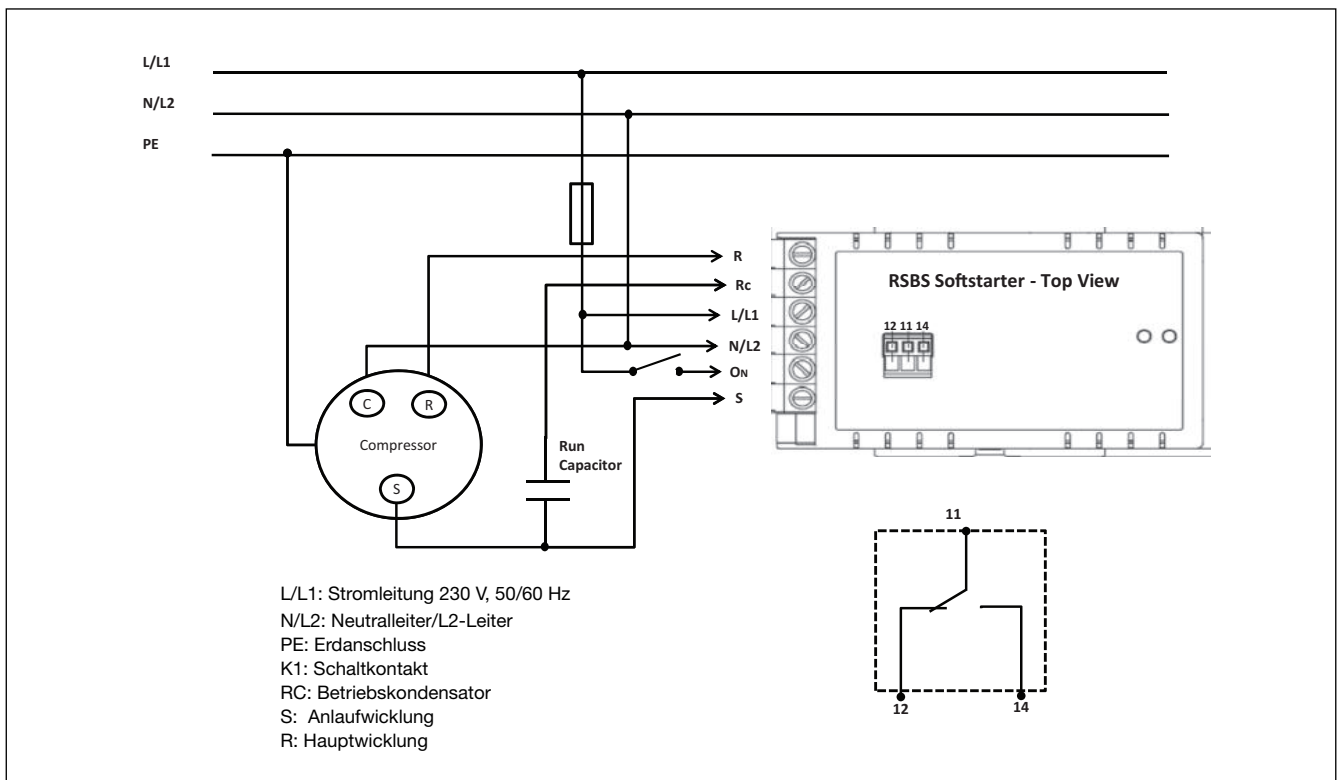 L/L1
N/L2
PE
R
Rc
L/L1
N/L2
ON
S
RSBS Softstarter - Top View
12 11 14
C
R
Compressor
S
Run
Capacitor
11
12
14
L/L1: Stromleitung 230 V, 50/60 Hz
N/L2: Neutralleiter/L2-Leiter
PE: Erdanschluss
K1: Schaltkontakt
RC: Betriebskondensator
S: Anlaufwicklung
R: Hauptwicklung